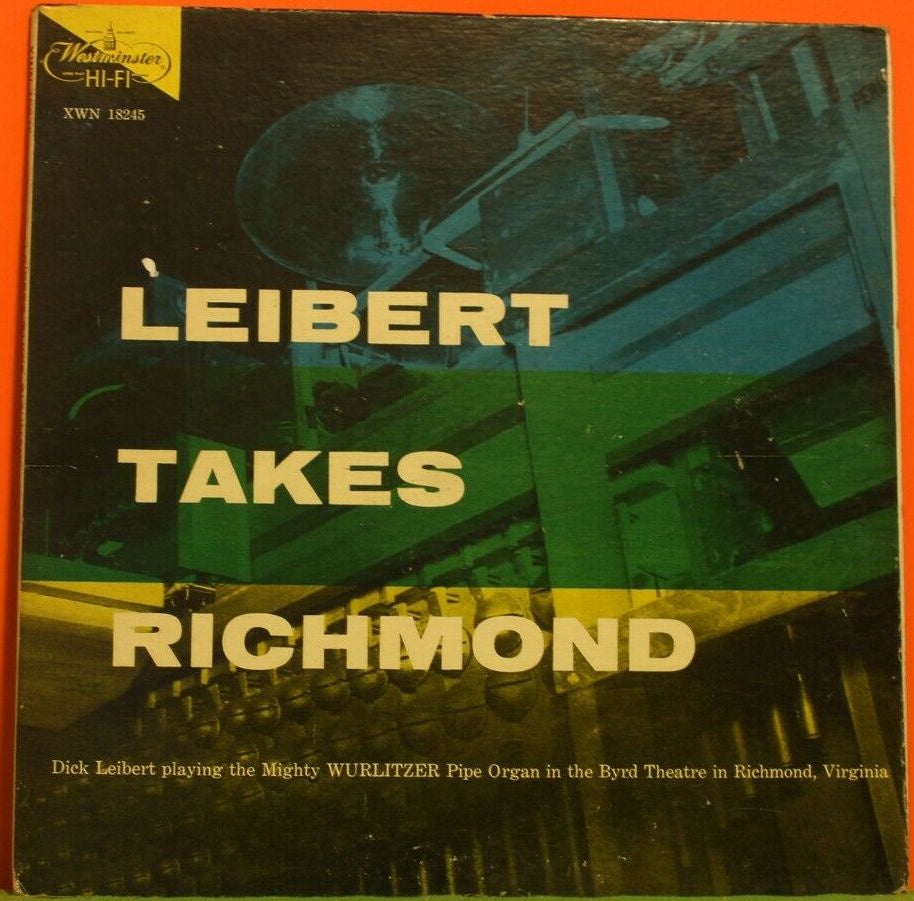 Westminster
HI-FI
XWN 18245
LEIBERT
TAKES
RICHMOND
Dick Leibert playing the Mighty WURLITZER Pipe Organ in the Byrd Theatre in Richmond, Virginia